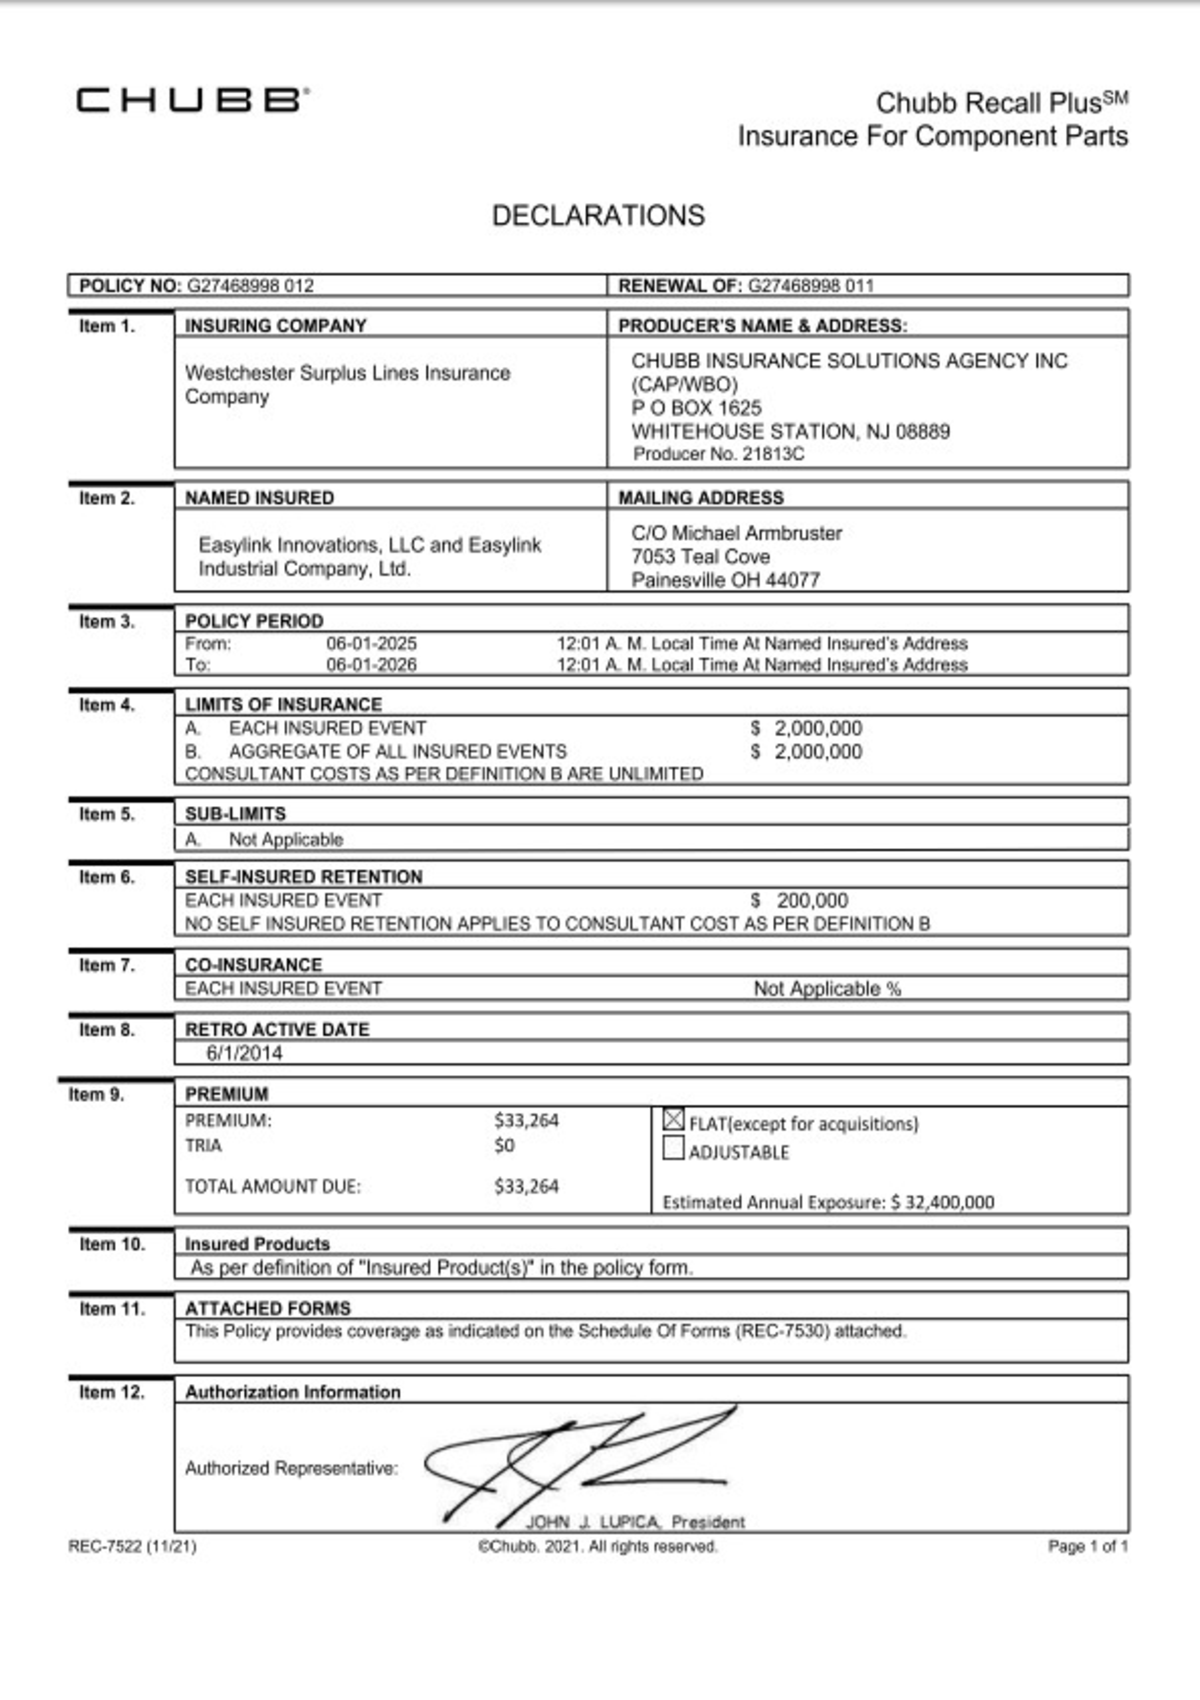 CHUBB®
Chubb Recall Plus SM
Insurance For Component Parts
DECLARATIONS
POLICY NO: G27468998 012 RENEWAL OF: G27468998 011
Item 1. INSURING COMPANY PRODUCER'S NAME & ADDRESS:
Westchester Surplus Lines Insurance
Company
CHUBB INSURANCE SOLUTIONS AGENCY INC
(CAP/WBO)
P O BOX 1625
WHITEHOUSE STATION, NJ 08889
Producer No. 21813C
Item 2. NAMED INSURED MAILING ADDRESS
Easylink Innovations, LLC and Easylink
Industrial Company, Ltd.
C/O Michael Armbruster
7053 Teal Cove
Painesville OH 44077
Item 3. POLICY PERIOD
From: 06-01-2025 12:01 A. M. Local Time At Named Insured's Address
To: 06-01-2026 12:01 A. M. Local Time At Named Insured's Address
Item 4. LIMITS OF INSURANCE
A. EACH INSURED EVENT $ 2,000,000
B. AGGREGATE OF ALL INSURED EVENTS $ 2,000,000
CONSULTANT COSTS AS PER DEFINITION B ARE UNLIMITED
Item 5. SUB-LIMITS
A. Not Applicable
Item 6. SELF-INSURED RETENTION
EACH INSURED EVENT $ 200,000
NO SELF INSURED RETENTION APPLIES TO CONSULTANT COST AS PER DEFINITION B
Item 7. CO-INSURANCE
EACH INSURED EVENT Not Applicable %
Item 8. RETRO ACTIVE DATE
6/1/2014
Item 9. PREMIUM
PREMIUM: $33,264
TRIA $0
TOTAL AMOUNT DUE: $33,264
FLAT(except for acquisitions)
ADJUSTABLE
Estimated Annual Exposure: $ 32,400,000
Item 10. Insured Products
As per definition of "Insured Product(s)" in the policy form.
Item 11. ATTACHED FORMS
This Policy provides coverage as indicated on the Schedule Of Forms (REC-7530) attached.
Item 12. Authorization Information
Authorized Representative:
JOHN J. LUPICA, President
REC-7522 (11/21) ©Chubb. 2021. All rights reserved. Page 1 of 1